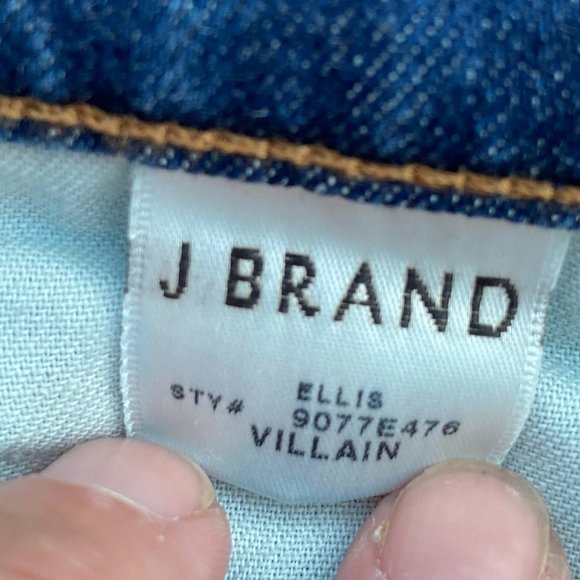 J BRAND
ELLIS
STY# 9077E476
VILLAIN